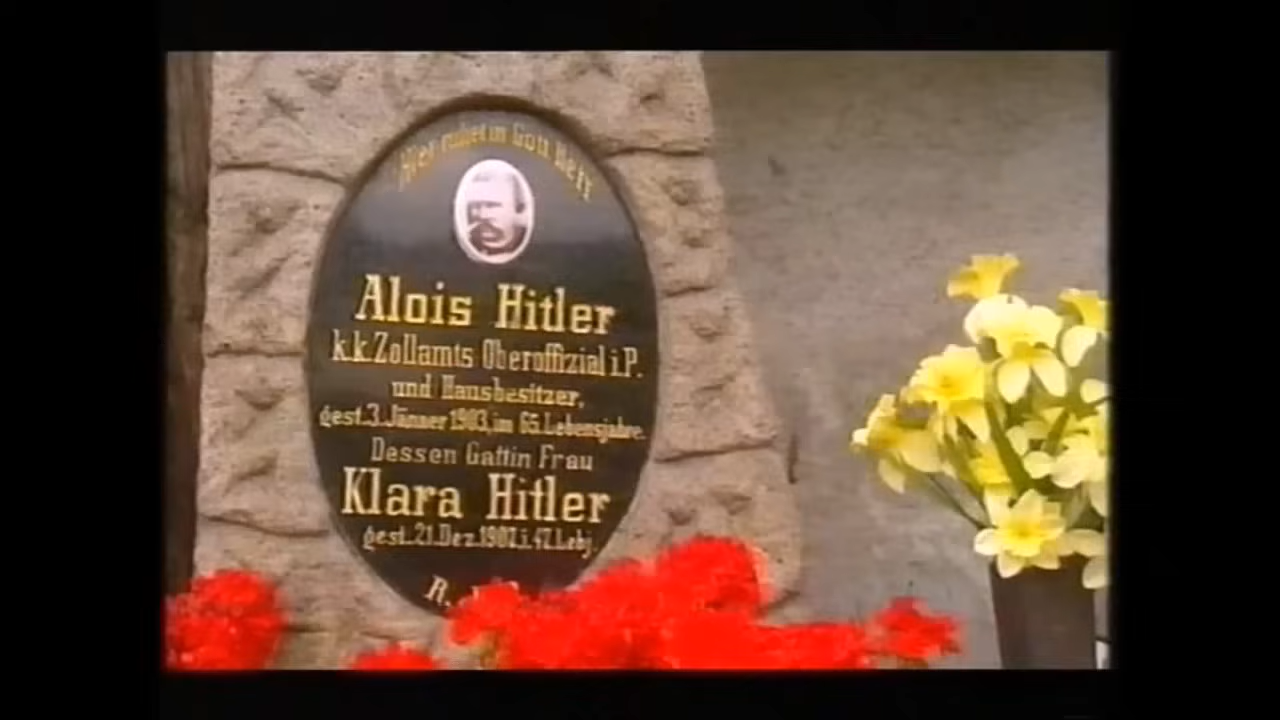 Hier ruhet in Gott Herr
Alois Hitler
k.k.Zollamts Oberoffizial i.P.
und Hausbesitzer.
gest.3.Jänner 1903,im 65.Lebensjahre.
Dessen Gattin Frau
Klara Hitler
gest.21.Dez.1907.i.47.Lebj.
R.